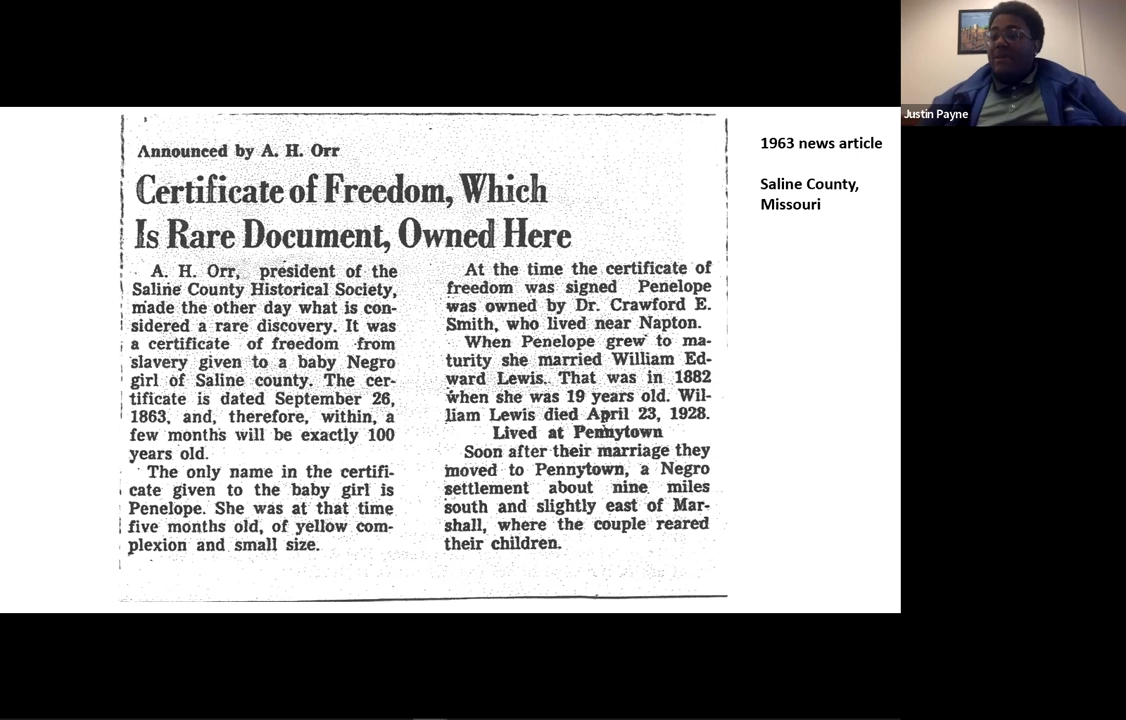 Justin Payne
Announced by A. H. Orr
Certificate of Freedom, Which
Is Rare Document, Owned Here
A. H. Orr, president of the
Saline County Historical Society,
made the other day what is con-
sidered a rare discovery. It was
a certificate of freedom from
slavery given to a baby Negro
girl of Saline county. The cer-
tificate is dated September 26,
1863, and, therefore, within, a
few months will be exactly 100
years old.
The only name in the certifi-
cate given to the baby girl is
Penelope. She was at that time
five months old, of yellow com-
plexion and small size.
At the time the certificate of
freedom was signed Penelope
was owned by Dr. Crawford E.
Smith, who lived near Napton.
When Penelope grew to ma-
turity she married William Ed-
ward Lewis. That was in 1882
when she was 19 years old. Wil-
liam Lewis died April 23, 1928.
Lived at Pennytown
Soon after their marriage they
moved to Pennytown, a Negro
settlement about nine miles
south and slightly east of Mar-
shall, where the couple reared
their children.
1963 news article
Saline County,
Missouri